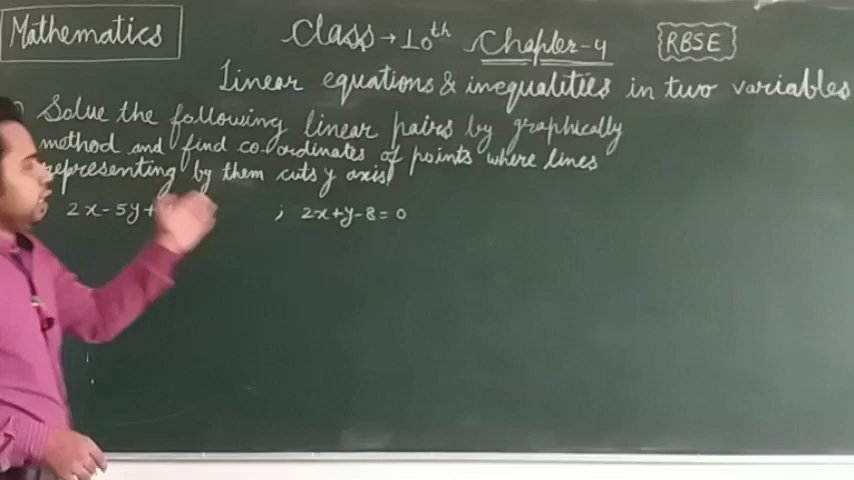 Mathematics
Class → 10th Chapter-4
RBSE
Linear equations & inequalities in two variables
Solve the following linear pairs by graphically
method and find co-ordinates of points where lines
representing by them cuts y axis.
2x-5y+
; 2x+y-8=0